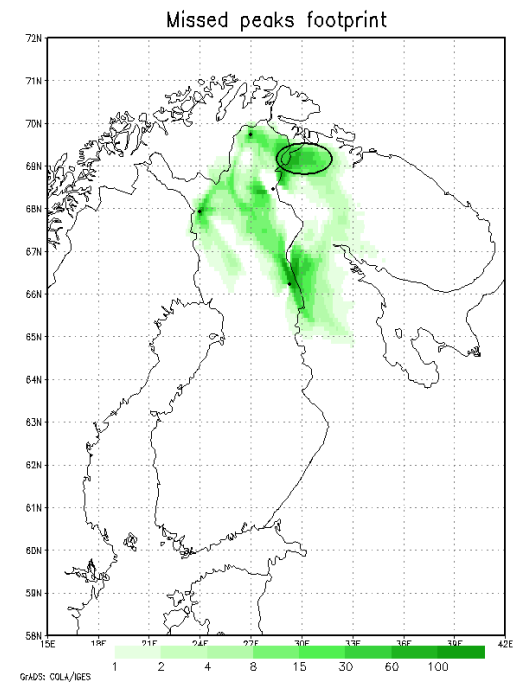 Missed peaks footprint
72N
71N
70N
69N
68N
67N
66N
65N
64N
63N
62N
61N
60N
59N
58N
15E 18E 21E 24E 27E 30E 33E 36E 39E 42E
1 2 4 8 15 30 60 100
GrADS: COLA/IGES